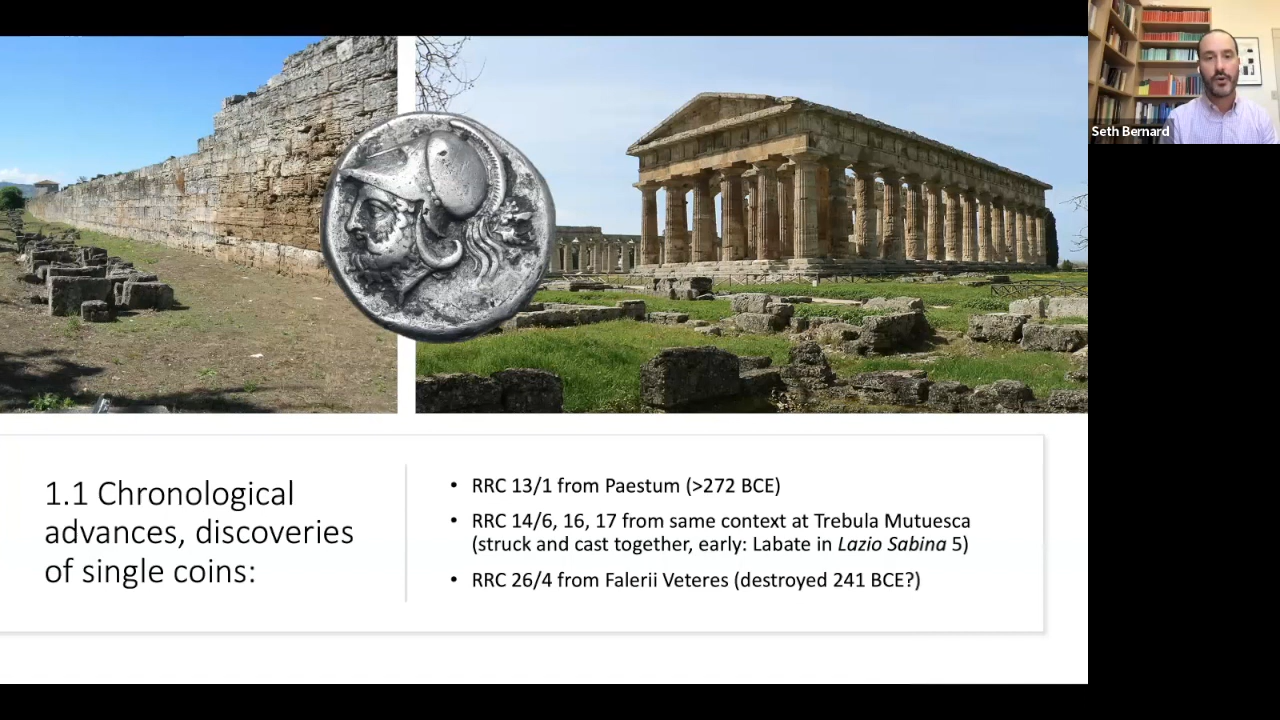 Seth Bernard
1.1 Chronological
advances, discoveries
of single coins:
• RRC 13/1 from Paestum (>272 BCE)
• RRC 14/6, 16, 17 from same context at Trebula Mutuesca
(struck and cast together, early: Labate in Lazio Sabina 5)
• RRC 26/4 from Falerii Veteres (destroyed 241 BCE?)